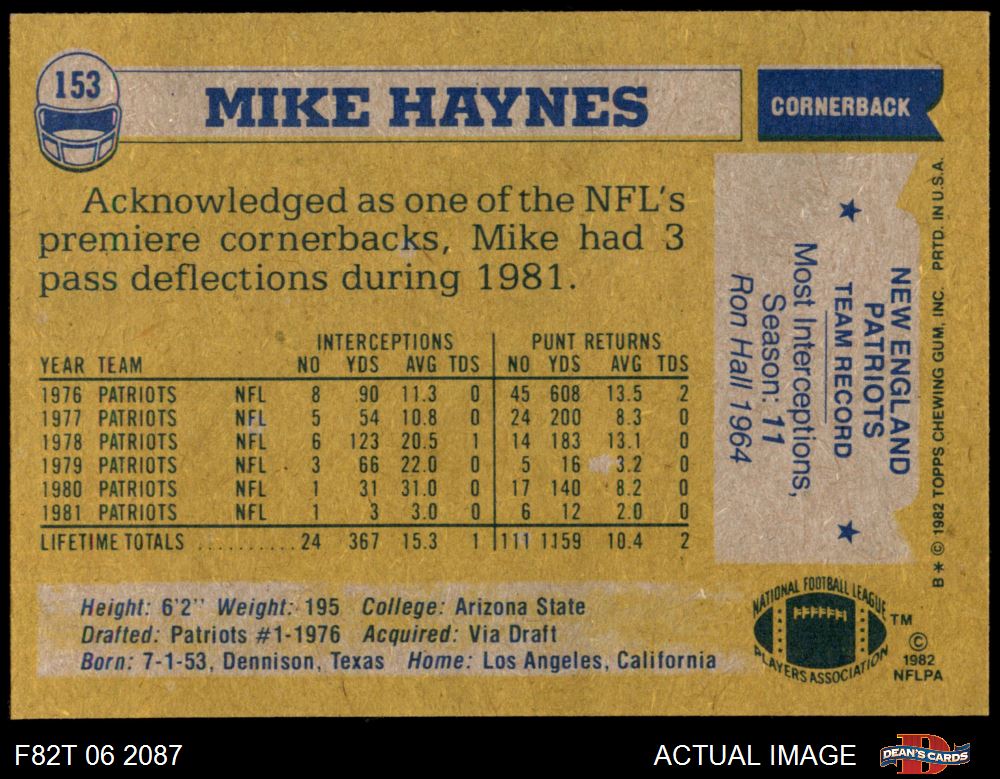 153
MIKE HAYNES
CORNERBACK
Acknowledged as one of the NFL's
premiere cornerbacks, Mike had 3
pass deflections during 1981.
INTERCEPTIONS PUNT RETURNS
YEAR TEAM NO YDS AVG TDS NO YDS AVG TDS
1976 PATRIOTS NFL 8 90 11.3 0 45 608 13.5 2
1977 PATRIOTS NFL 5 54 10.8 0 24 200 8.3 0
1978 PATRIOTS NFL 6 123 20.5 1 14 183 13.1 0
1979 PATRIOTS NFL 3 66 22.0 0 5 16 3.2 0
1980 PATRIOTS NFL 1 31 31.0 0 17 140 8.2 0
1981 PATRIOTS NFL 1 3 3.0 0 6 12 2.0 0
LIFETIME TOTALS .......... 24 367 15.3 1 111 1159 10.4 2
Height: 6'2" Weight: 195 College: Arizona State
Drafted: Patriots #1-1976 Acquired: Via Draft
Born: 7-1-53, Dennison, Texas Home: Los Angeles, California
NEW ENGLAND
PATRIOTS
TEAM RECORD
Most Interceptions,
Season: 11
Ron Hall 1964
B * © 1982 TOPPS CHEWING GUM, INC. PRTD. IN U.S.A.
NATIONAL FOOTBALL LEAGUE
PLAYERS ASSOCIATION
TM
©
1982
NFLPA
F82T 06 2087
ACTUAL IMAGE
DEAN'S CARDS